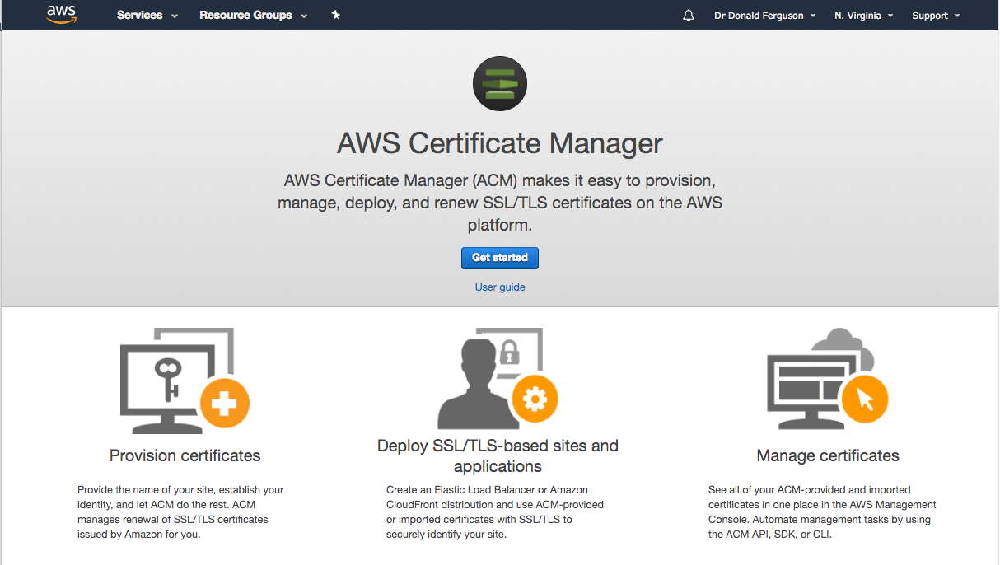 aws Services Resource Groups Dr Donald Ferguson N. Virginia Support
AWS Certificate Manager
AWS Certificate Manager (ACM) makes it easy to provision,
manage, deploy, and renew SSL/TLS certificates on the AWS
platform.
Get started
User guide
Provision certificates
Provide the name of your site, establish your
identity, and let ACM do the rest. ACM
manages renewal of SSL/TLS certificates
issued by Amazon for you.
Deploy SSL/TLS-based sites and
applications
Create an Elastic Load Balancer or Amazon
CloudFront distribution and use ACM-provided
or imported certificates with SSL/TLS to
securely identify your site.
Manage certificates
See all of your ACM-provided and imported
certificates in one place in the AWS Management
Console. Automate management tasks by using
the ACM API, SDK, or CLI.